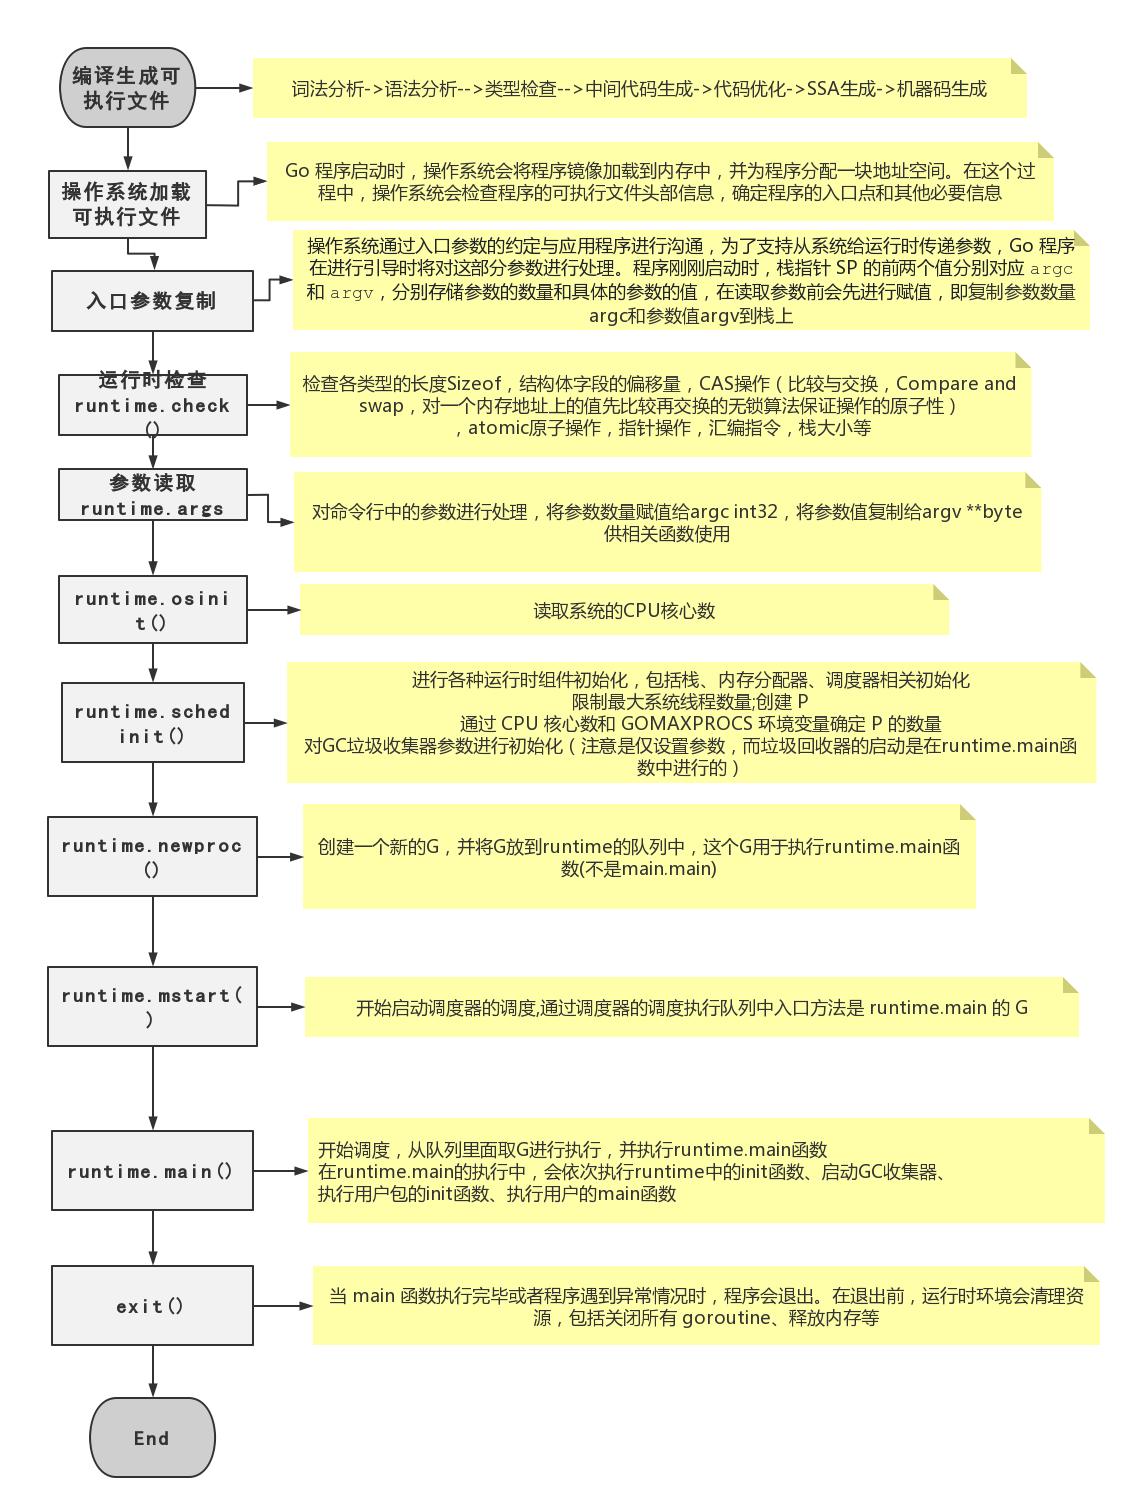 编译生成可
执行文件
词法分析->语法分析-->类型检查-->中间代码生成->代码优化->SSA生成->机器码生成
操作系统加载
可执行文件
Go 程序启动时，操作系统会将程序镜像加载到内存中，并为程序分配一块地址空间。在这个过
程中，操作系统会检查程序的可执行文件头部信息，确定程序的入口点和其他必要信息
入口参数复制
操作系统通过入口参数的约定与应用程序进行沟通，为了支持从系统给运行时传递参数，Go 程序
在进行引导时将对这部分参数进行处理。程序刚刚启动时，栈指针 SP 的前两个值分别对应 argc
和 argv，分别存储参数的数量和具体的参数的值，在读取参数前会先进行赋值，即复制参数数量
argc和参数值argv到栈上
运行时检查
runtime.check
()
检查各类型的长度Sizeof，结构体字段的偏移量，CAS操作（比较与交换，Compare and
swap，对一个内存地址上的值先比较再交换的无锁算法保证操作的原子性）
，atomic原子操作，指针操作，汇编指令，栈大小等
参数读取
runtime.args
对命令行中的参数进行处理，将参数数量赋值给argc int32，将参数值复制给argv **byte
供相关函数使用
runtime.osini
t()
读取系统的CPU核心数
runtime.sched
init()
进行各种运行时组件初始化，包括栈、内存分配器、调度器相关初始化
限制最大系统线程数量;创建 P
通过 CPU 核心数和 GOMAXPROCS 环境变量确定 P 的数量
对GC垃圾收集器参数进行初始化（注意是仅设置参数，而垃圾回收器的启动是在runtime.main函
数中进行的）
runtime.newproc
()
创建一个新的G，并将G放到runtime的队列中，这个G用于执行runtime.main函
数(不是main.main)
runtime.mstart(
)
开始启动调度器的调度,通过调度器的调度执行队列中入口方法是 runtime.main 的 G
runtime.main()
开始调度，从队列里面取G进行执行，并执行runtime.main函数
在runtime.main的执行中，会依次执行runtime中的init函数、启动GC收集器、
执行用户包的init函数、执行用户的main函数
exit()
当 main 函数执行完毕或者程序遇到异常情况时，程序会退出。在退出前，运行时环境会清理资
源，包括关闭所有 goroutine、释放内存等
End